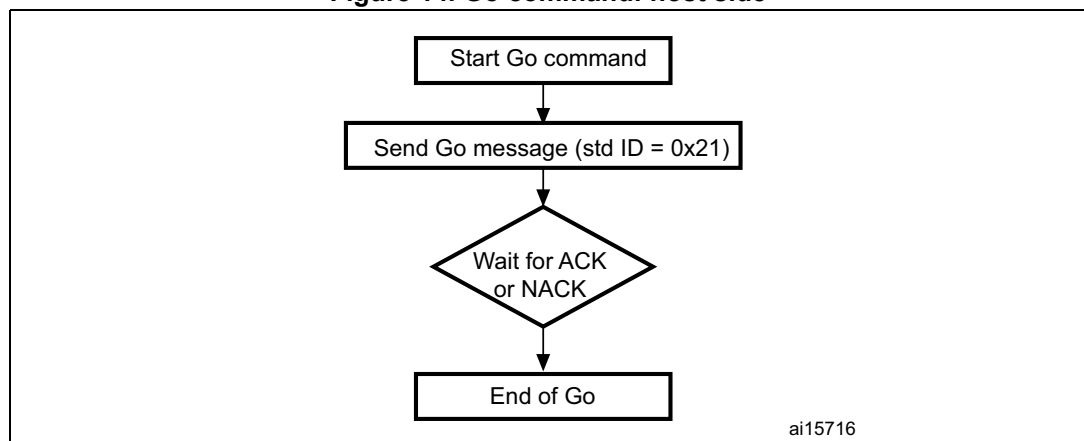 Start Go command
Send Go message (std ID = 0x21)
Wait for ACK
or NACK
End of Go
ai15716